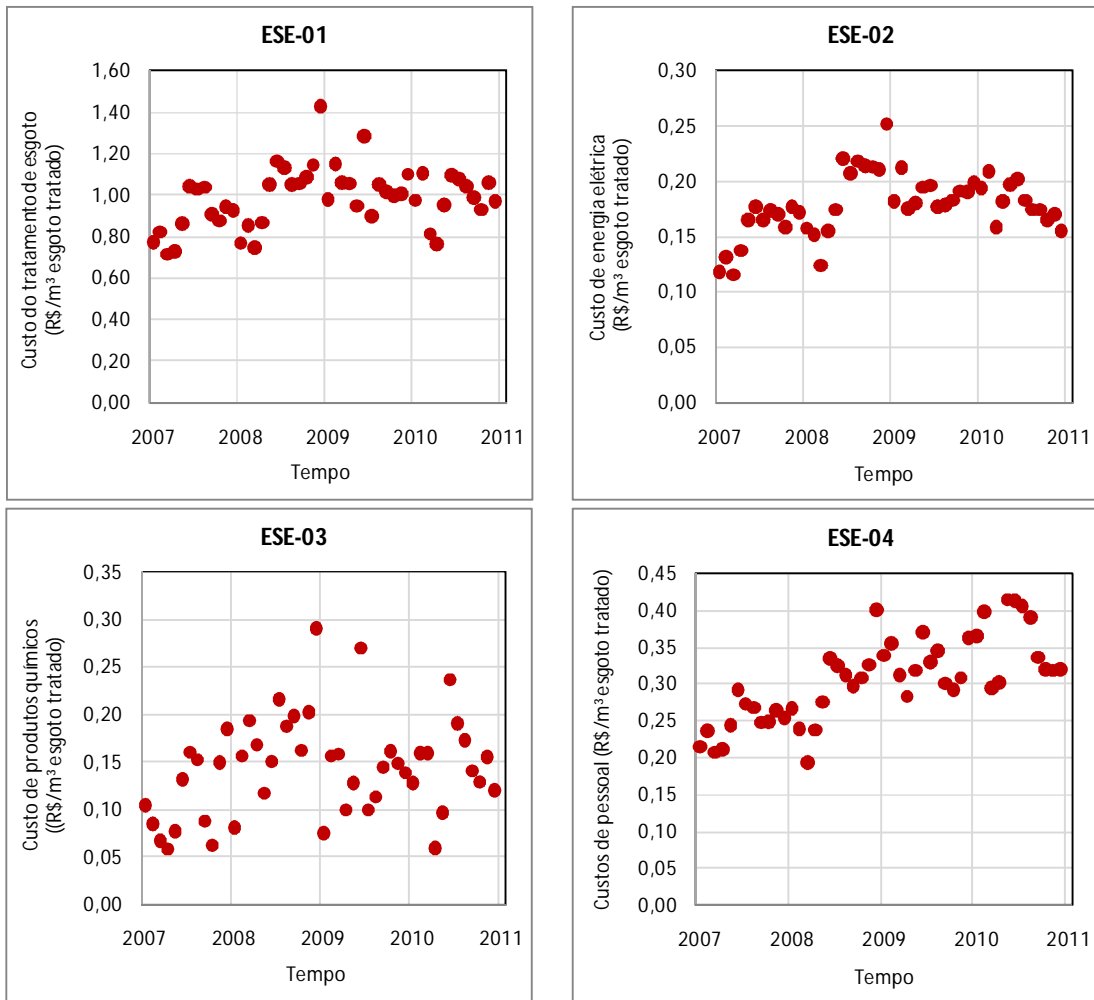 ESE-01
Custo do tratamento de esgoto
(R$/m³ esgoto tratado)
1,60
1,40
1,20
1,00
0,80
0,60
0,40
0,20
0,00
2007 2008 2009 2010 2011
Tempo
ESE-02
Custo de energia alétrica
(R$/m³ esgoto tratado)
0,30
0,25
0,20
0,15
0,10
0,05
0,00
2007 2008 2009 2010 2011
Tempo
ESE-03
Custo de produtos químicos
((R$/m³ esgoto tratado)
0,35
0,30
0,25
0,20
0,15
0,10
0,05
0,00
2007 2008 2009 2010 2011
Tempo
ESE-04
Custos de pessoal (R$/m³ esgoto tratado)
0,45
0,40
0,35
0,30
0,25
0,20
0,15
0,10
0,05
0,00
2007 2008 2009 2010 2011
Tempo